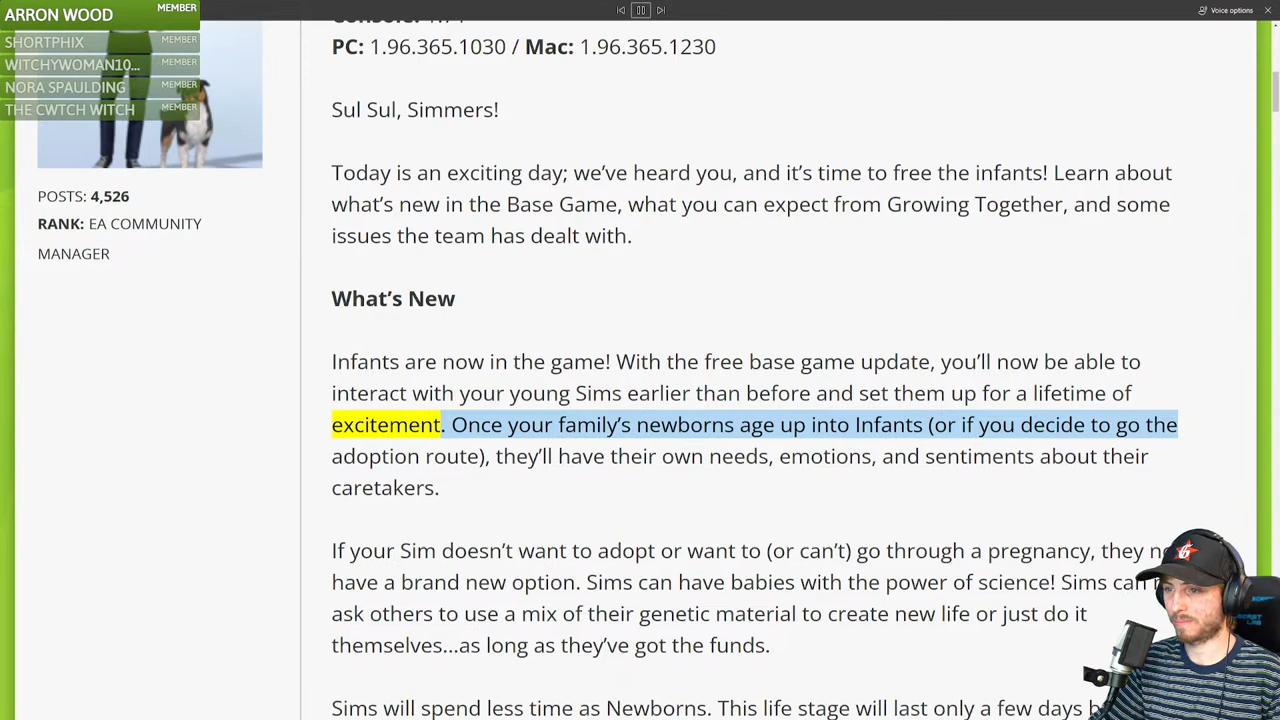 ARRON WOOD MEMBER
SHORTPHIX MEMBER
WITCHYWOMAN10... MEMBER
NORA SPAULDING MEMBER
THE CWTCH WITCH MEMBER
Voice options
POSTS: 4,526
RANK: EA COMMUNITY
MANAGER
PC: 1.96.365.1030 / Mac: 1.96.365.1230
Sul Sul, Simmers!
Today is an exciting day; we’ve heard you, and it’s time to free the infants! Learn about
what’s new in the Base Game, what you can expect from Growing Together, and some
issues the team has dealt with.
What’s New
Infants are now in the game! With the free base game update, you’ll now be able to
interact with your young Sims earlier than before and set them up for a lifetime of
excitement. Once your family’s newborns age up into Infants (or if you decide to go the
adoption route), they’ll have their own needs, emotions, and sentiments about their
caretakers.
If your Sim doesn’t want to adopt or want to (or can’t) go through a pregnancy, they
have a brand new option. Sims can have babies with the power of science! Sims can
ask others to use a mix of their genetic material to create new life or just do it
themselves...as long as they’ve got the funds.
Sims will spend less time as Newborns. This life stage will last only a few days